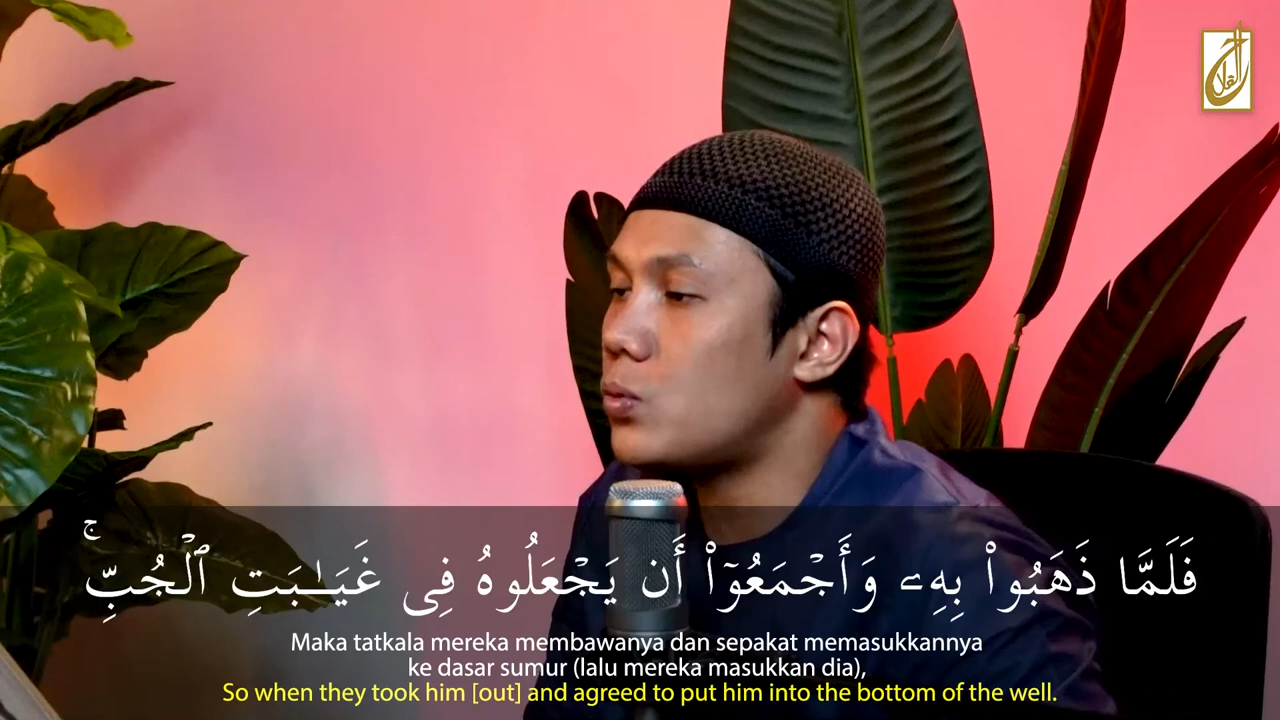 العلاج
فَلَمَّا ذَهَبُوا۟ بِهِۦ وَأَجْمَعُوٓا۟ أَن يَجْعَلُوهُ فِى غَيَـٰبَتِ ٱلْجُبِّ ۚ
Maka tatkala mereka membawanya dan sepakat memasukkannya
ke dasar sumur (lalu mereka masukkan dia),
So when they took him [out] and agreed to put him into the bottom of the well.